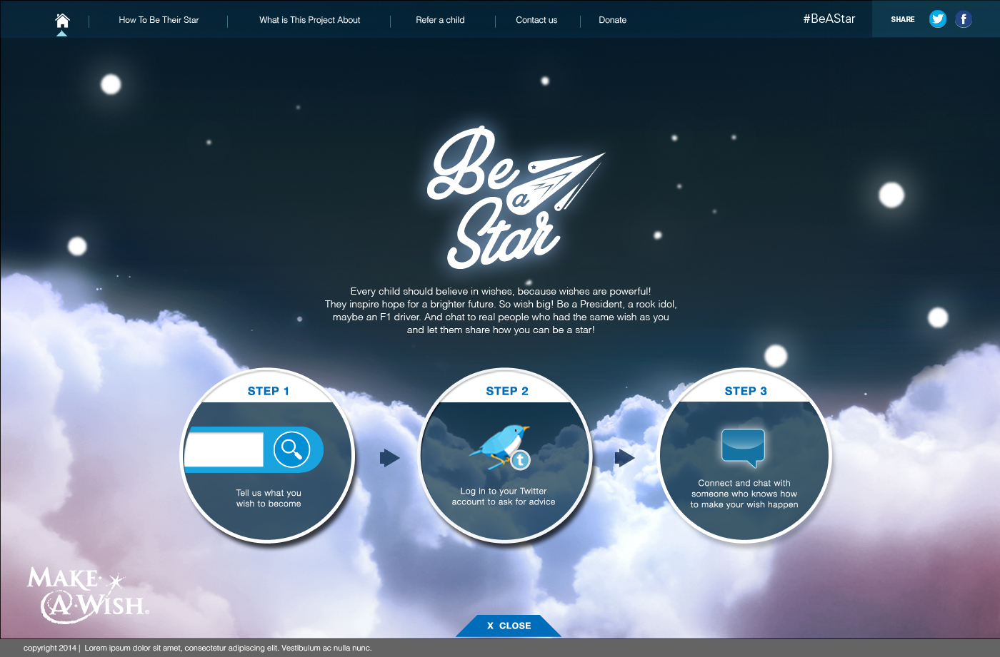 How To Be Their Star
What is This Project About
Refer a child
Contact us
Donate
#BeAStar
SHARE
Be
a
Star
Every child should believe in wishes, because wishes are powerful!
They inspire hope for a brighter future. So wish big! Be a President, a rock idol,
maybe an F1 driver. And chat to real people who had the same wish as you
and let them share how you can be a star!
STEP 1
Tell us what you
wish to become
STEP 2
t
Log in to your Twitter
account to ask for advice
STEP 3
Connect and chat with
someone who knows how
to make your wish happen
MAKE·
A·WISH®
X CLOSE
copyright 2014 | Lorem ipsum dolor sit amet, consectetur adipiscing elit. Vestibulum ac nulla nunc.